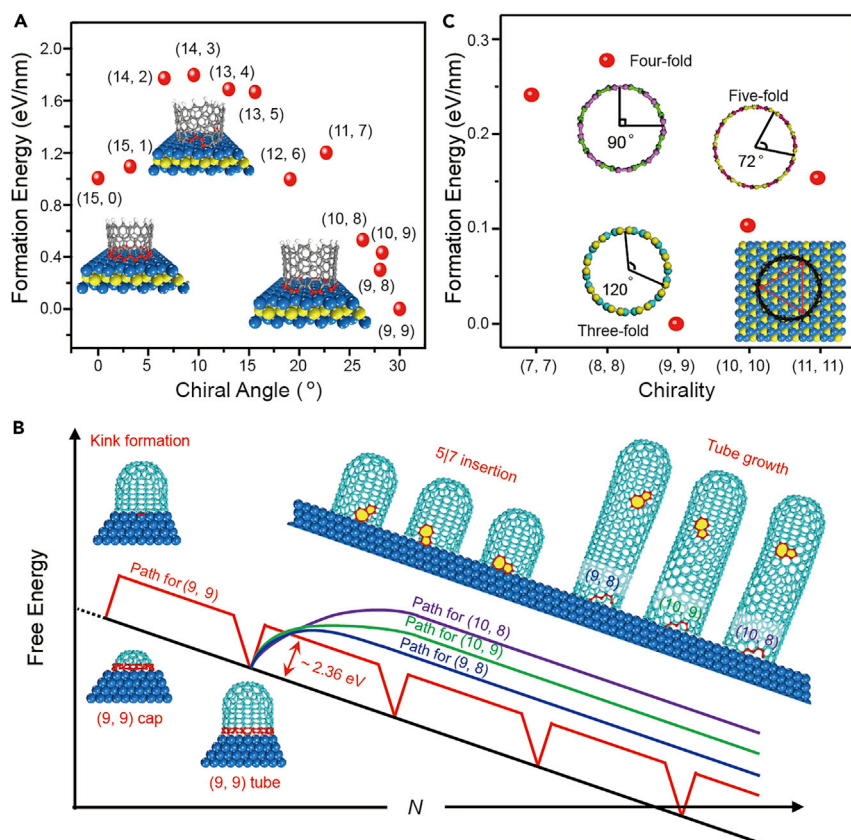 A
Formation Energy (eV/nm)
2.0
1.6
1.2
0.8
0.4
0.0
(14, 3)
(14, 2)
(13, 4)
(13, 5)
(15, 1)
(15, 0)
(12, 6)
(11, 7)
(10, 8)
(10, 9)
(9, 8)
(9, 9)
0
5
10
15
20
25
30
Chiral Angle (°)
C
Formation Energy (eV/nm)
0.3
0.2
0.1
0.0
Four-fold
90°
Five-fold
72°
120°
Three-fold
(7, 7)
(8, 8)
(9, 9)
(10, 10)
(11, 11)
Chirality
B
Free Energy
Kink formation
5|7 insertion
Tube growth
(9, 8)
(10, 9)
(10, 8)
Path for (9, 9)
Path for (10, 8)
Path for (10, 9)
Path for (9, 8)
~ 2.36 eV
(9, 9) cap
(9, 9) tube
N